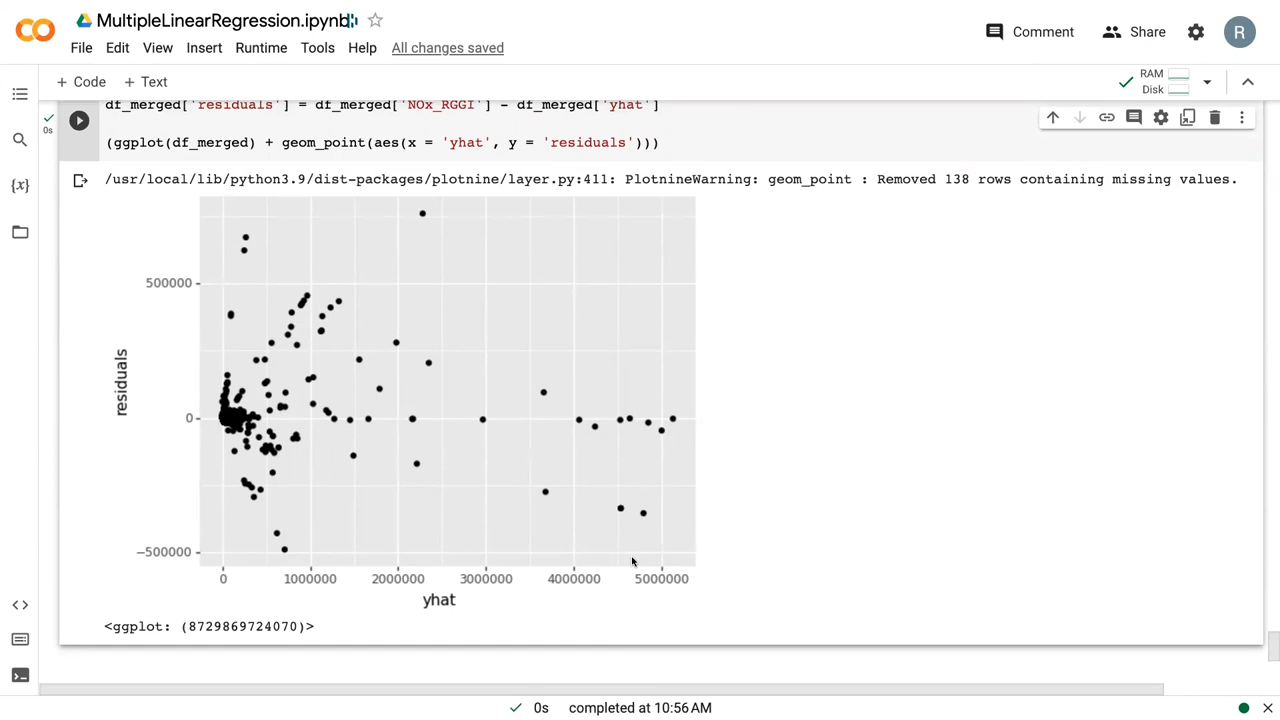 MultipleLinearRegression.ipynb
Comment
Share
R
File Edit View Insert Runtime Tools Help All changes saved
+ Code + Text
RAM
Disk
df_merged['residuals'] = df_merged['NOx_RGGI'] - df_merged['yhat']
0s
(ggplot(df_merged) + geom_point(aes(x = 'yhat', y = 'residuals')))
/usr/local/lib/python3.9/dist-packages/plotnine/layer.py:411: PlotnineWarning: geom_point : Removed 138 rows containing missing values.
{x}
500000
residuals
0
−500000
0 1000000 2000000 3000000 4000000 5000000
yhat
<ggplot: (8729869724070)>
0s completed at 10:56 AM